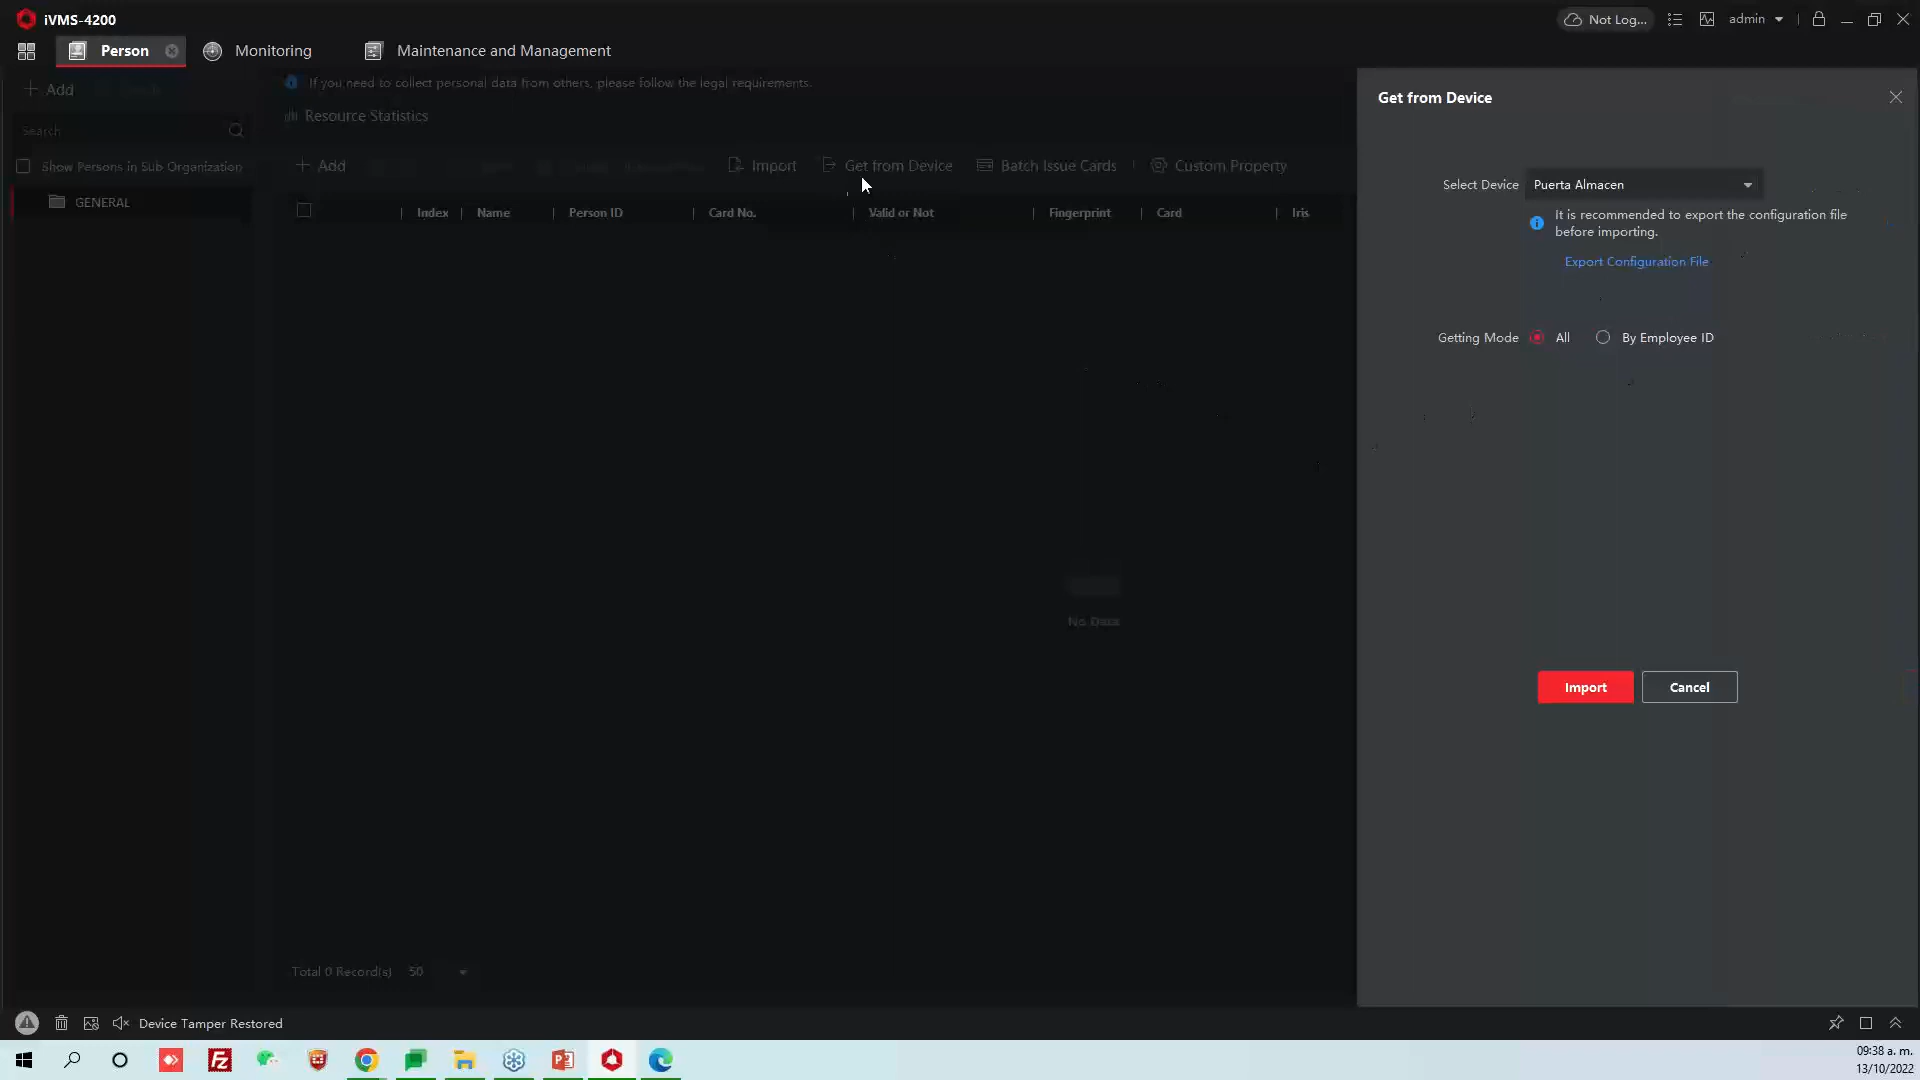 iVMS-4200
Not Log...
admin
Person
Monitoring
Maintenance and Management
Add
If you need to collect personal data from others, please follow the legal requirements.
Search
Resource Statistics
Show Persons in Sub Organization
GENERAL
Add
Import
Get from Device
Batch Issue Cards
Custom Property
Index
Name
Person ID
Card No.
Valid or Not
Fingerprint
Card
Iris
No Data
Total 0 Record(s)
50
Get from Device
Select Device
Puerta Almacen
It is recommended to export the configuration file
before importing.
Export Configuration File
Getting Mode
All
By Employee ID
Import
Cancel
Device Tamper Restored
09:38 a. m.
13/10/2022